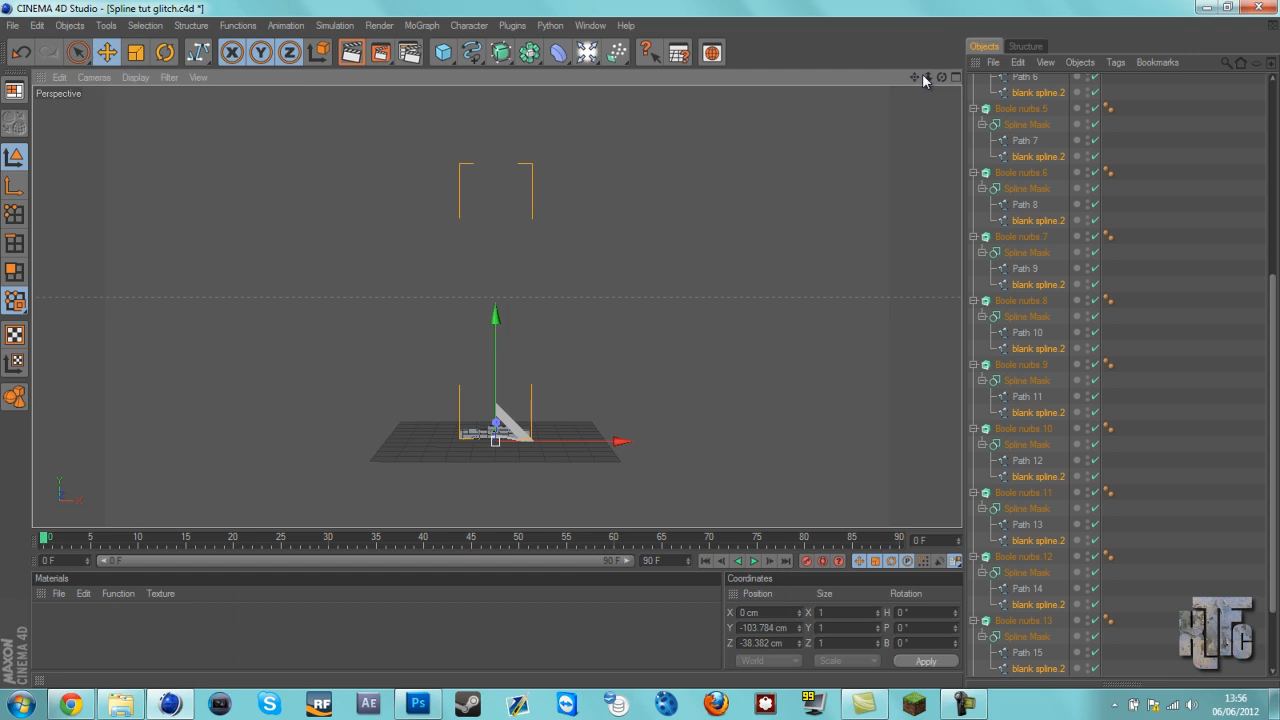 CINEMA 4D Studio - [Spline tut glitch.c4d *]
File Edit Objects Tools Selection Structure Functions Animation Simulation Render MoGraph Character Plugins Python Window Help
Edit Cameras Display Filter View
Perspective
Objects Structure
File Edit View Objects Tags Bookmarks
Path 6
blank spline.2
Boole nurbs.5
Spline Mask
Path 7
blank spline.2
Boole nurbs.6
Spline Mask
Path 8
blank spline.2
Boole nurbs.7
Spline Mask
Path 9
blank spline.2
Boole nurbs.8
Spline Mask
Path 10
blank spline.2
Boole nurbs.9
Spline Mask
Path 11
blank spline.2
Boole nurbs.10
Spline Mask
Path 12
blank spline.2
Boole nurbs.11
Spline Mask
Path 13
blank spline.2
Boole nurbs.12
Spline Mask
Path 14
blank spline.2
Boole nurbs.13
Spline Mask
Path 15
blank spline.2
Y
X
0 5 10 15 20 25 30 35 40 45 50 55 60 65 70 75 80 85 90 0 F
0 F 0 F 90 F 90 F
Materials
File Edit Function Texture
Coordinates
Position Size Rotation
X 0 cm X 1 H 0 °
Y -103.784 cm Y 1 P 0 °
Z -38.382 cm Z 1 B 0 °
World Scale Apply
MAXON
CINEMA 4D
RF Ae Ps 99
13:56
06/06/2012